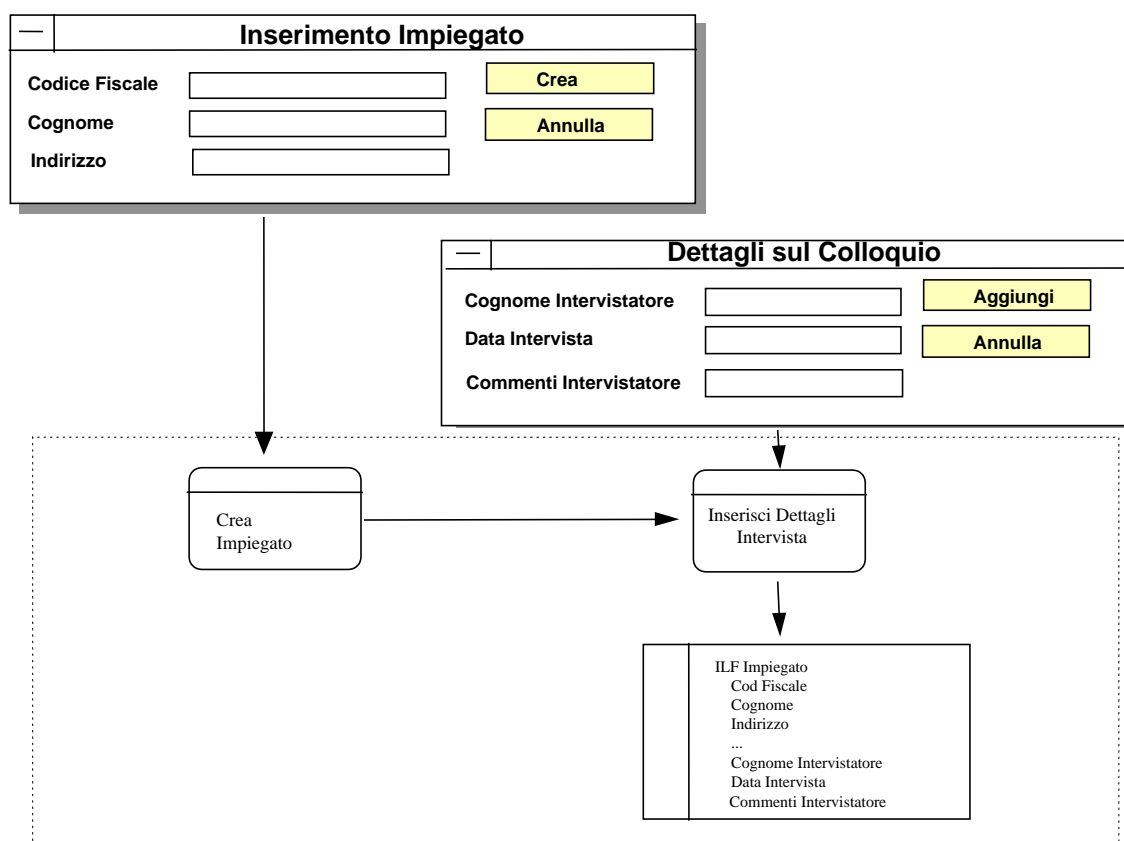 Inserimento Impiegato
Codice Fiscale
Crea
Cognome
Annulla
Indirizzo
Dettagli sul Colloquio
Cognome Intervistatore
Aggiungi
Data Intervista
Annulla
Commenti Intervistatore
Crea
Impiegato
Inserisci Dettagli
Intervista
ILF Impiegato
Cod Fiscale
Cognome
Indirizzo
...
Cognome Intervistatore
Data Intervista
Commenti Intervistatore